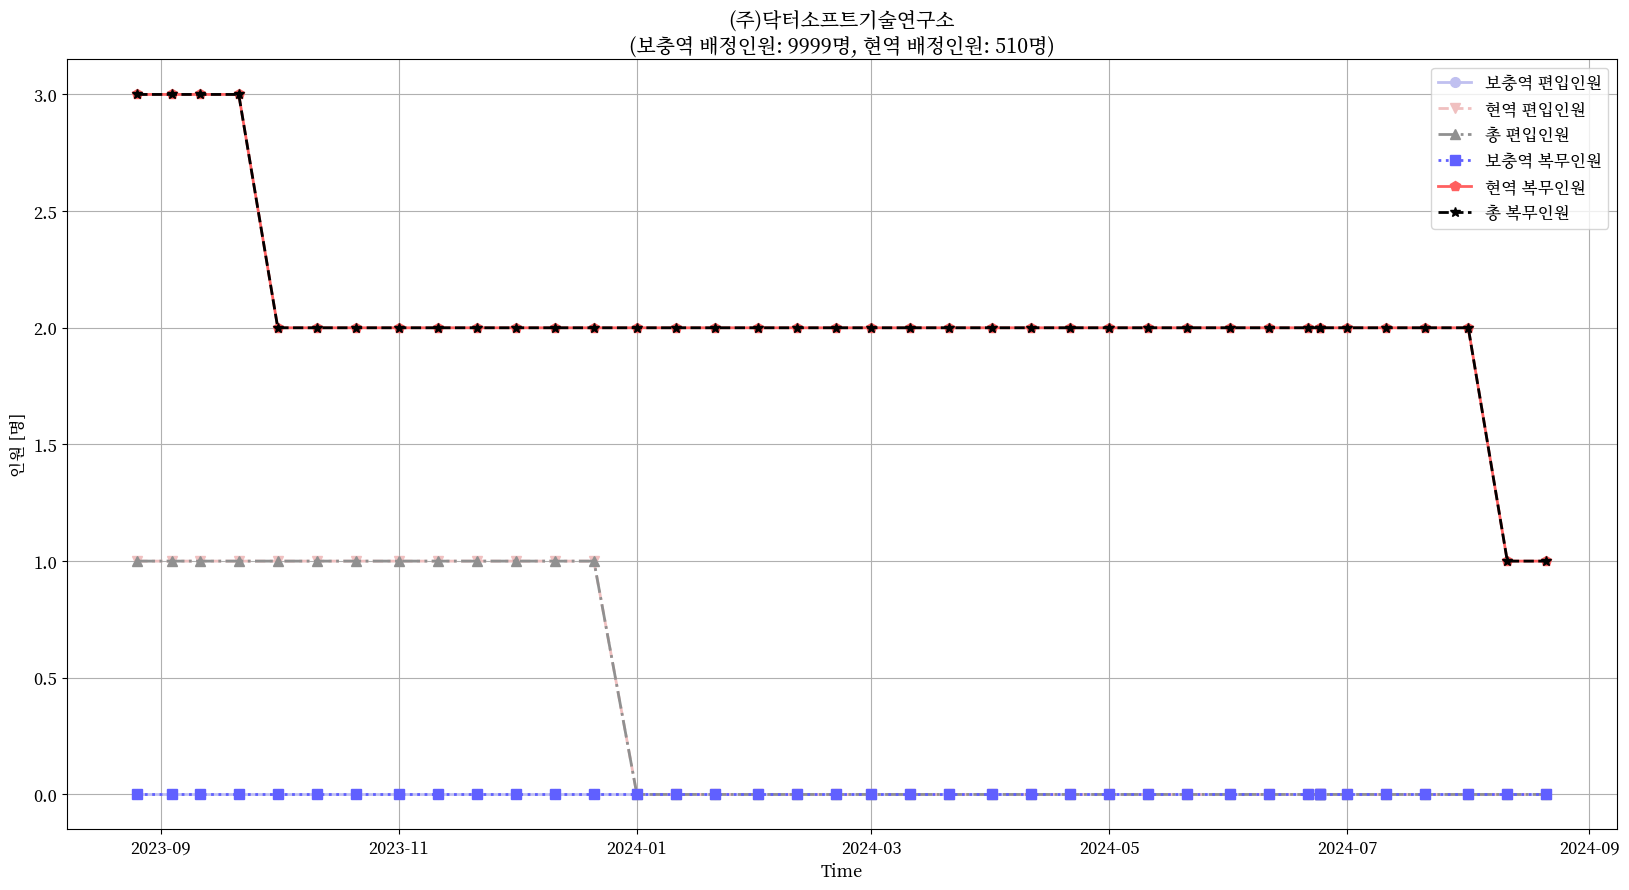 (주)닥터소프트기술연구소
(보충역 배정인원: 9999명, 현역 배정인원: 510명)
보충역 편입인원
현역 편입인원
총 편입인원
보충역 복무인원
현역 복무인원
총 복무인원
3.0
2.5
2.0
1.5
1.0
0.5
0.0
인원 [명]
2023-09
2023-11
2024-01
2024-03
2024-05
2024-07
2024-09
Time